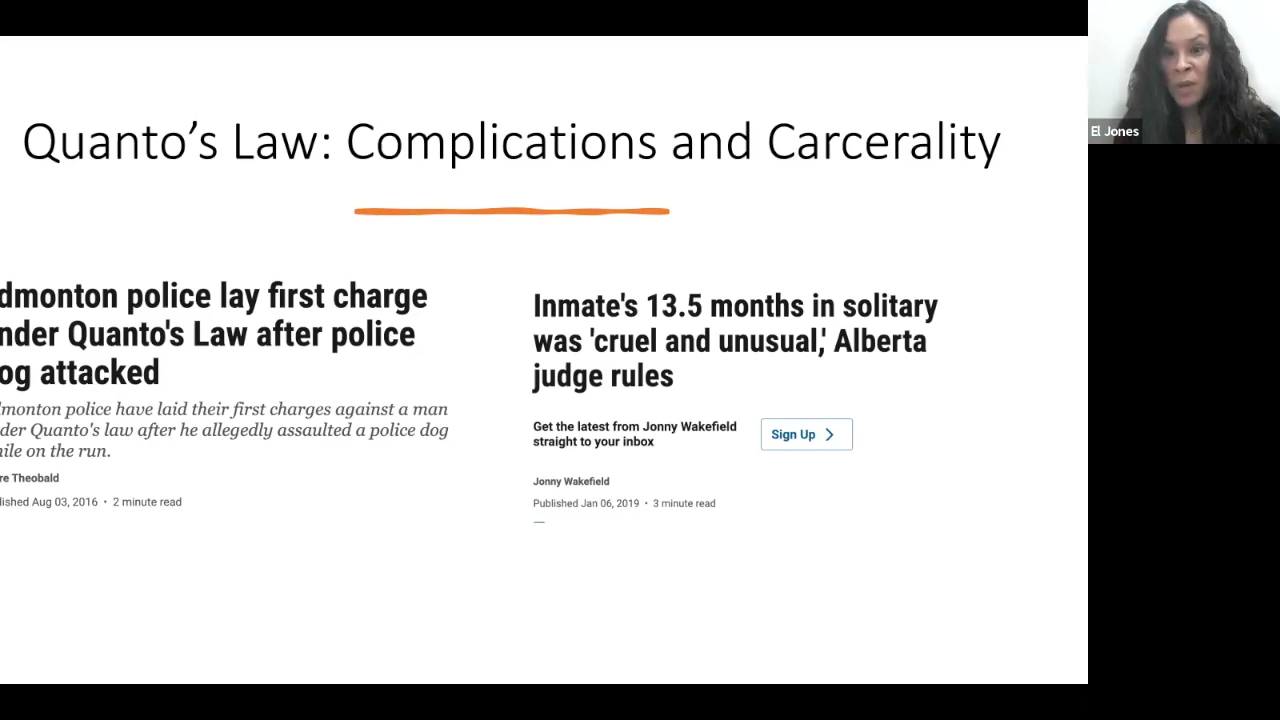 Quanto's Law: Complications and Carcerality
dmonton police lay first charge
nder Quanto's Law after police
og attacked
lmonton police have laid their first charges against a man
der Quanto's law after he allegedly assaulted a police dog
ile on the run.
re Theobald
lished Aug 03, 2016 • 2 minute read
Inmate's 13.5 months in solitary
was 'cruel and unusual,' Alberta
judge rules
Get the latest from Jonny Wakefield
straight to your inbox
Sign Up
Jonny Wakefield
Published Jan 06, 2019 • 3 minute read
El Jones